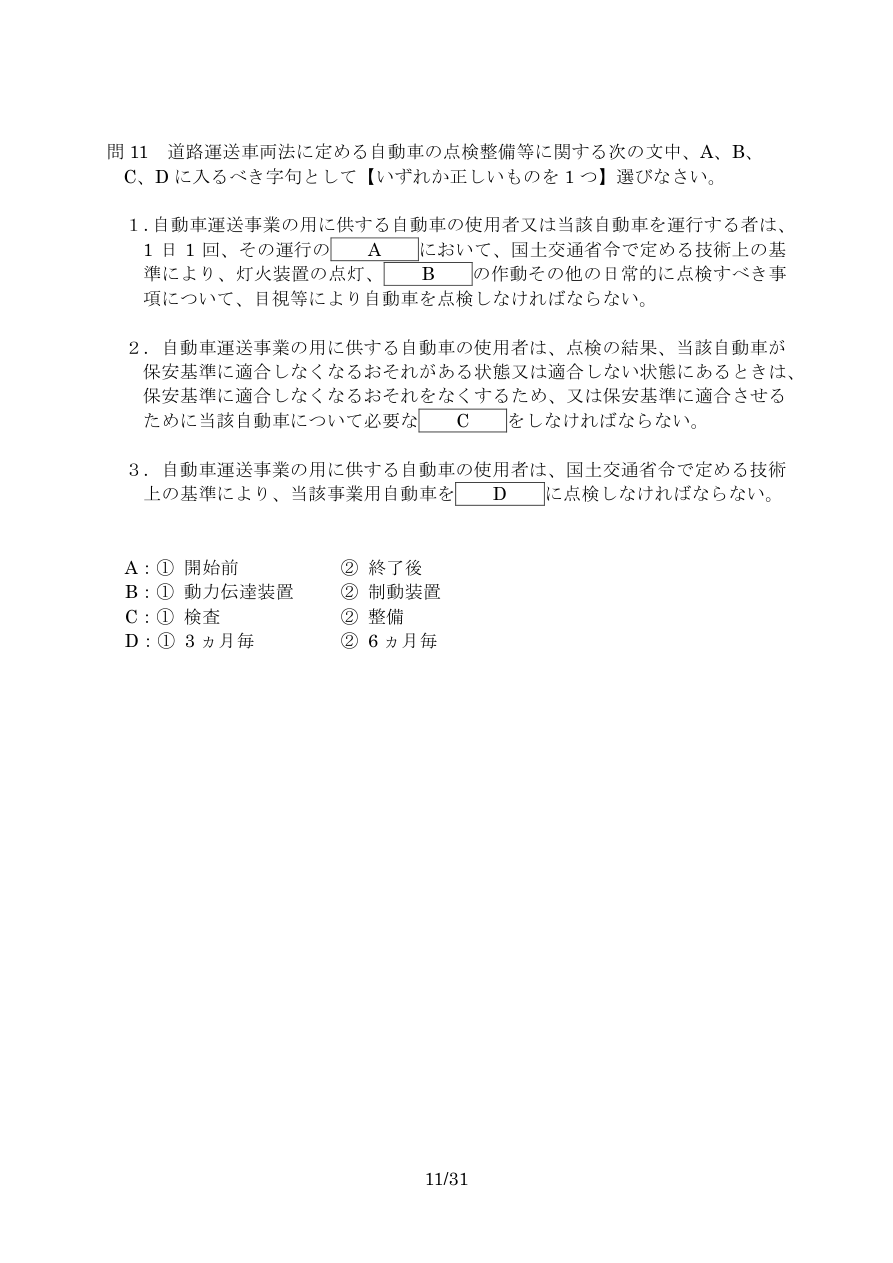 問 11　道路運送車両法に定める自動車の点検整備等に関する次の文中、A、B、
C、D に入るべき字句として【いずれか正しいものを 1 つ】選びなさい。
１. 自動車運送事業の用に供する自動車の使用者又は当該自動車を運行する者は、
1 日 1 回、その運行の A において、国土交通省令で定める技術上の基
準により、灯火装置の点灯、 B の作動その他の日常的に点検すべき事
項について、目視等により自動車を点検しなければならない。
２．自動車運送事業の用に供する自動車の使用者は、点検の結果、当該自動車が
保安基準に適合しなくなるおそれがある状態又は適合しない状態にあるときは、
保安基準に適合しなくなるおそれをなくするため、又は保安基準に適合させる
ために当該自動車について必要な C をしなければならない。
３．自動車運送事業の用に供する自動車の使用者は、国土交通省令で定める技術
上の基準により、当該事業用自動車を D に点検しなければならない。
A：① 開始前　② 終了後
B：① 動力伝達装置　② 制動装置
C：① 検査　② 整備
D：① 3 ヵ月毎　② 6 ヵ月毎
11/31